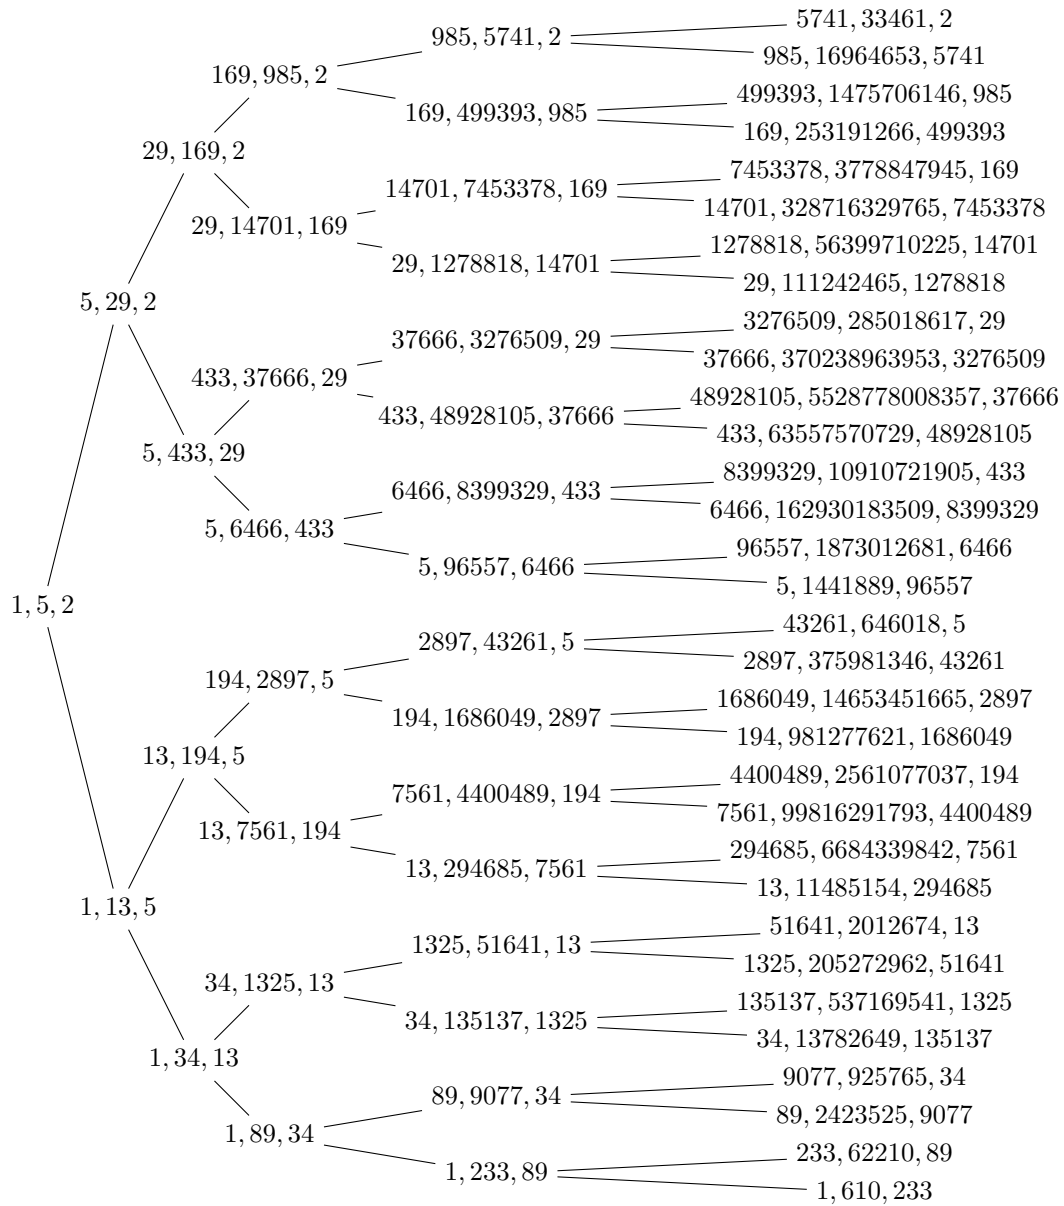 5741, 33461, 2
985, 5741, 2
985, 16964653, 5741
169, 985, 2
499393, 1475706146, 985
169, 499393, 985
169, 253191266, 499393
29, 169, 2
7453378, 3778847945, 169
14701, 7453378, 169
14701, 328716329765, 7453378
29, 14701, 169
1278818, 56399710225, 14701
29, 1278818, 14701
29, 111242465, 1278818
5, 29, 2
3276509, 285018617, 29
37666, 3276509, 29
37666, 370238963953, 3276509
433, 37666, 29
48928105, 5528778008357, 37666
433, 48928105, 37666
433, 63557570729, 48928105
5, 433, 29
8399329, 10910721905, 433
6466, 8399329, 433
6466, 162930183509, 8399329
5, 6466, 433
96557, 1873012681, 6466
5, 96557, 6466
5, 1441889, 96557
1, 5, 2
43261, 646018, 5
2897, 43261, 5
2897, 375981346, 43261
194, 2897, 5
1686049, 14653451665, 2897
194, 1686049, 2897
194, 981277621, 1686049
13, 194, 5
4400489, 2561077037, 194
7561, 4400489, 194
7561, 99816291793, 4400489
13, 7561, 194
294685, 6684339842, 7561
13, 294685, 7561
13, 11485154, 294685
1, 13, 5
51641, 2012674, 13
1325, 51641, 13
1325, 205272962, 51641
34, 1325, 13
135137, 537169541, 1325
34, 135137, 1325
34, 13782649, 135137
1, 34, 13
9077, 925765, 34
89, 9077, 34
89, 2423525, 9077
1, 89, 34
233, 62210, 89
1, 233, 89
1, 610, 233